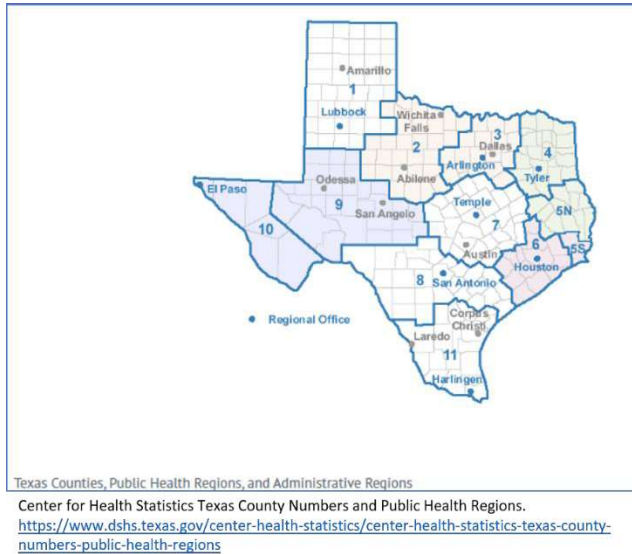 Amarillo
1
Lubbock
Wichita
Falls
2
3
Dallas
Arlington
4
Tyler
Abilene
El Paso
Odessa
9
San Angelo
10
Temple
7
Austin
5N
6
5S
Houston
8
San Antonio
Corpus
Christi
Laredo
11
Harlingen
Regional Office
Texas Counties, Public Health Regions, and Administrative Regions
Center for Health Statistics Texas County Numbers and Public Health Regions.
https://www.dshs.texas.gov/center-health-statistics/center-health-statistics-texas-county-
numbers-public-health-regions